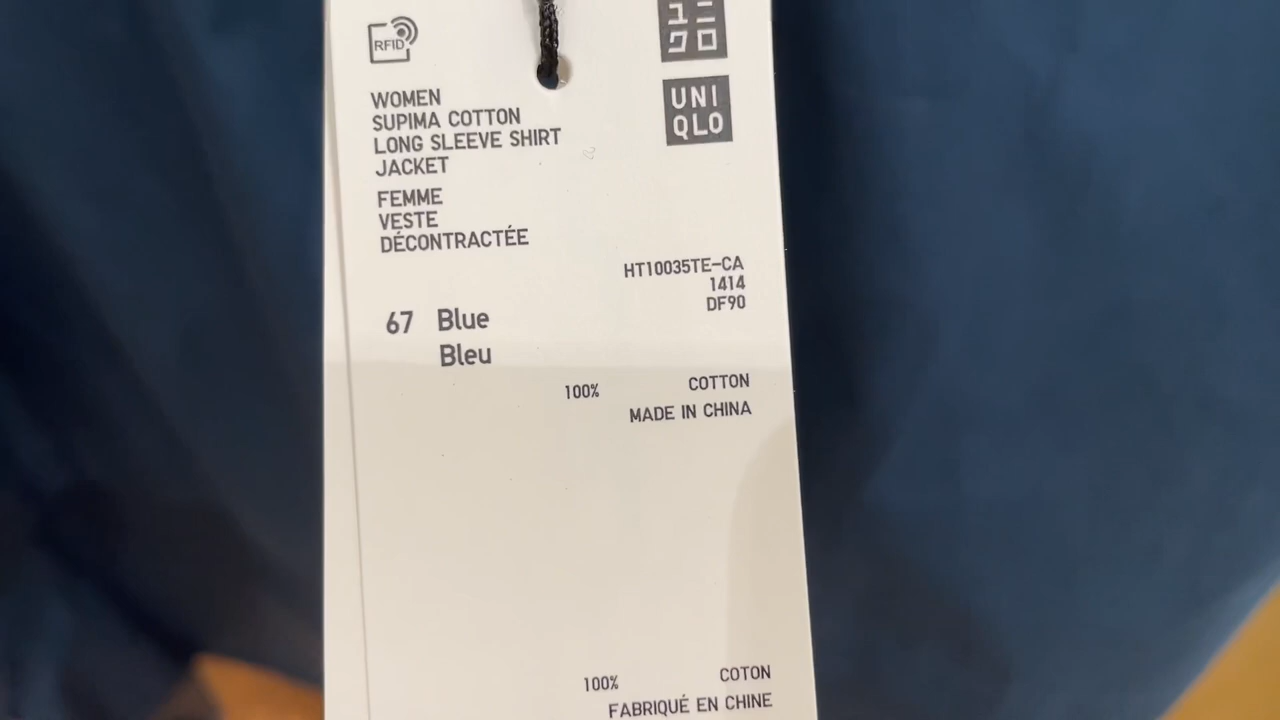 RFID
ユニ
クロ
UNI
QLO
WOMEN
SUPIMA COTTON
LONG SLEEVE SHIRT
JACKET
FEMME
VESTE
DÉCONTRACTÉE
HT10035TE-CA
1414
DF90
67 Blue
Bleu
100% COTTON
MADE IN CHINA
100% COTON
FABRIQUÉ EN CHINE